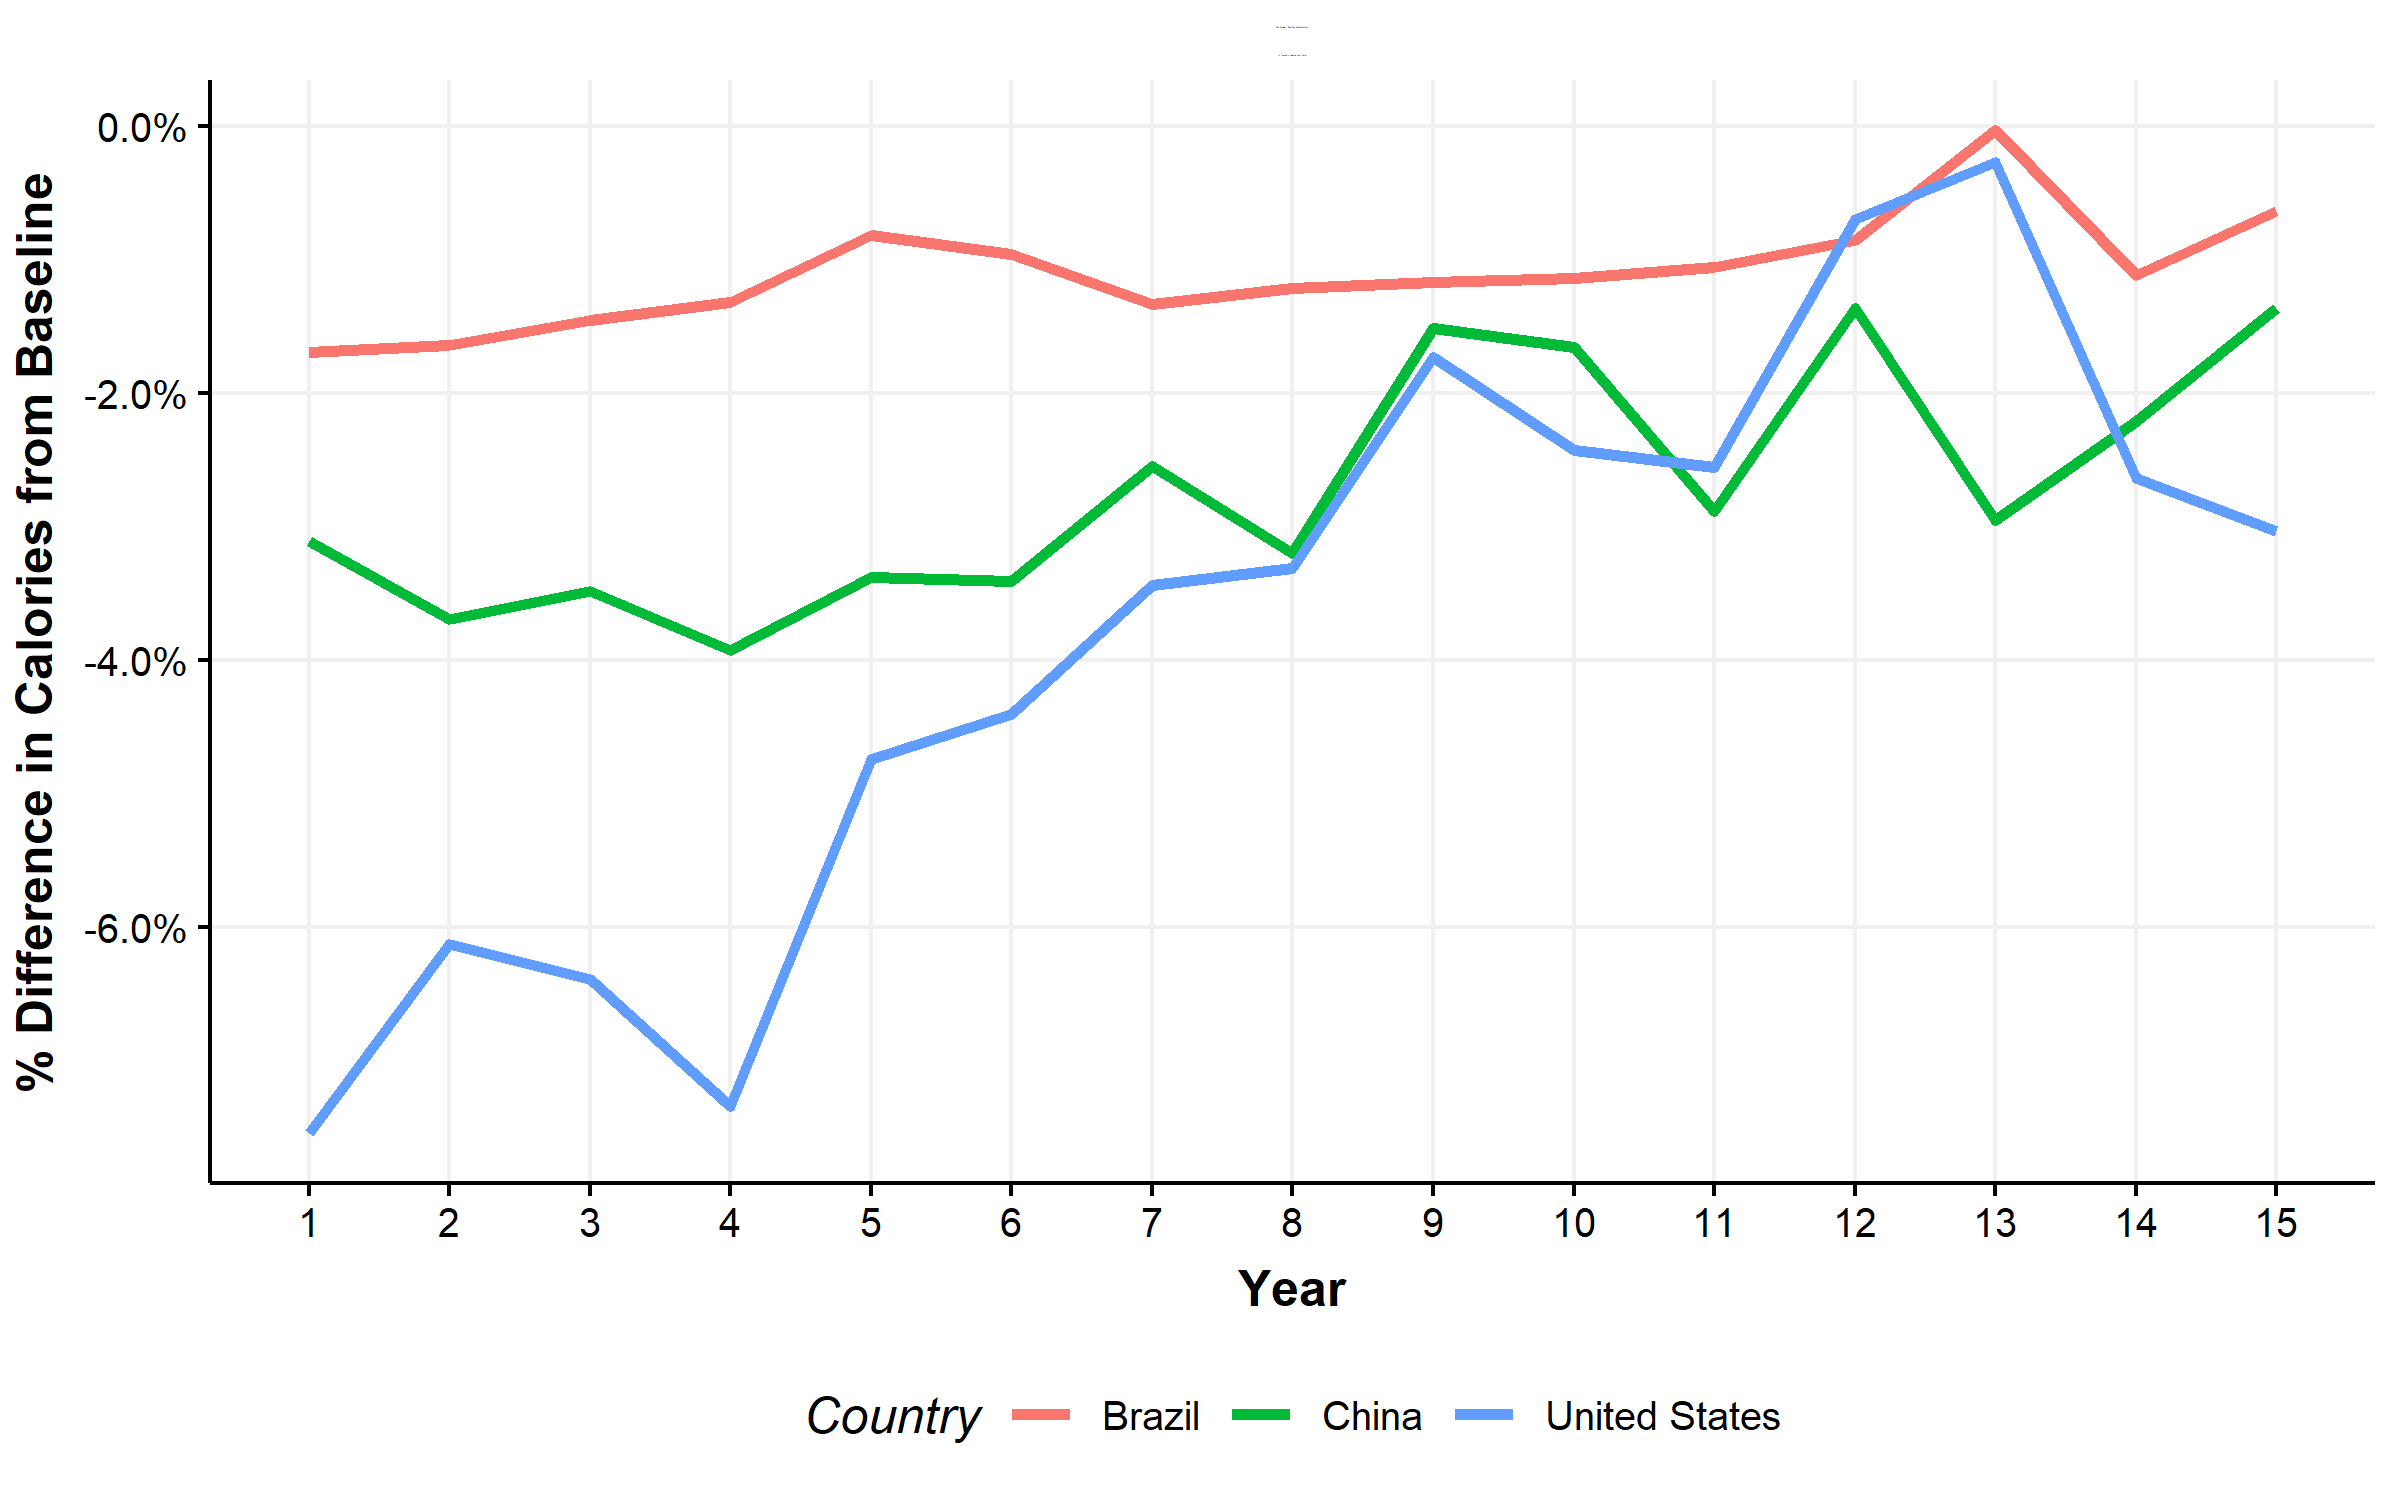 0.0%
-2.0%
-4.0%
-6.0%
% Difference in Calories from Baseline
1 2 3 4 5 6 7 8 9 10 11 12 13 14 15
Year
Country Brazil China United States